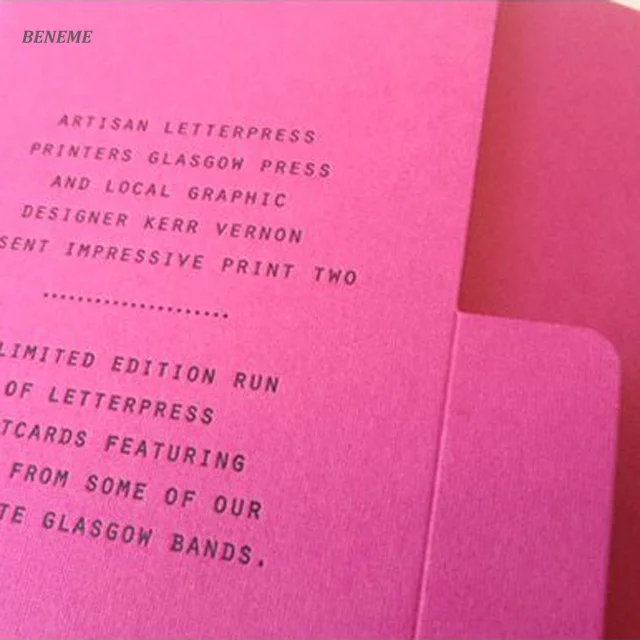 BENEME
ARTISAN LETTERPRESS
PRINTERS GLASGOW PRESS
AND LOCAL GRAPHIC
DESIGNER KERR VERNON
SENT IMPRESSIVE PRINT TWO
LIMITED EDITION RUN
OF LETTERPRESS
TCARDS FEATURING
FROM SOME OF OUR
TE GLASGOW BANDS.